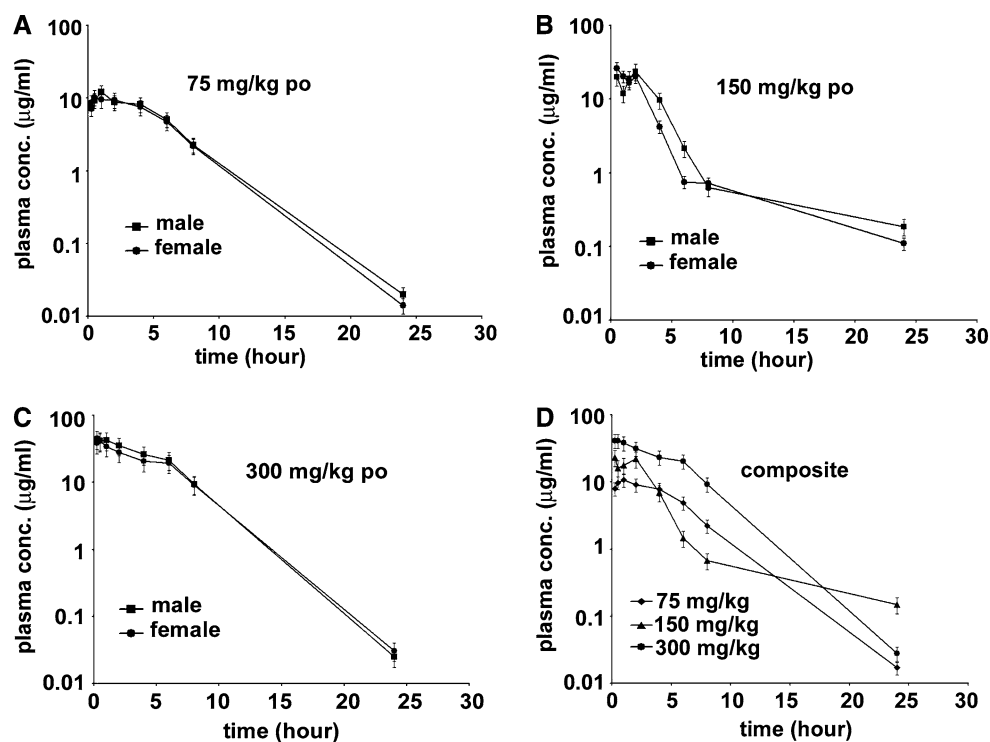 A
100
10
1
0.1
0.01
plasma conc. (µg/ml)
75 mg/kg po
male
female
0 5 10 15 20 25 30
time (hour)
B
100
10
1
0.1
0.01
plasma conc. (µg/ml)
150 mg/kg po
male
female
0 5 10 15 20 25 30
time (hour)
C
100
10
1
0.1
0.01
plasma conc. (µg/ml)
300 mg/kg po
male
female
0 5 10 15 20 25 30
time (hour)
D
100
10
1
0.1
0.01
plasma conc. (µg/ml)
composite
75 mg/kg
150 mg/kg
300 mg/kg
0 5 10 15 20 25 30
time (hour)